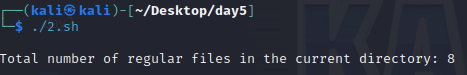 ┌──(kali㉿kali)-[~/Desktop/day5]
└─$ ./2.sh
Total number of regular files in the current directory: 8